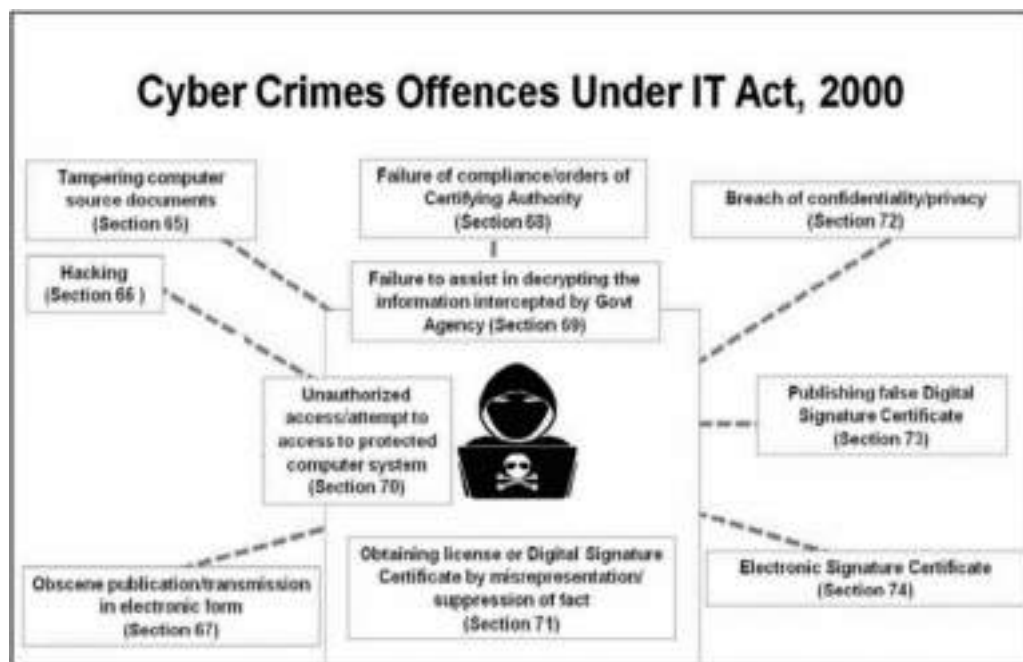 Cyber Crimes Offences Under IT Act, 2000
Tampering computer
source documents
(Section 65)
Failure of compliance/orders of
Certifying Authority
(Section 68)
Breach of confidentiality/privacy
(Section 72)
Hacking
(Section 66 )
Failure to assist in decrypting the
information intercepted by Govt
Agency (Section 69)
Unauthorized
access/attempt to
access to protected
computer system
(Section 70)
Publishing false Digital
Signature Certificate
(Section 73)
Obscene publication/transmission
in electronic form
(Section 67)
Obtaining license or Digital Signature
Certificate by misrepresentation/
suppression of fact
(Section 71)
Electronic Signature Certificate
(Section 74)